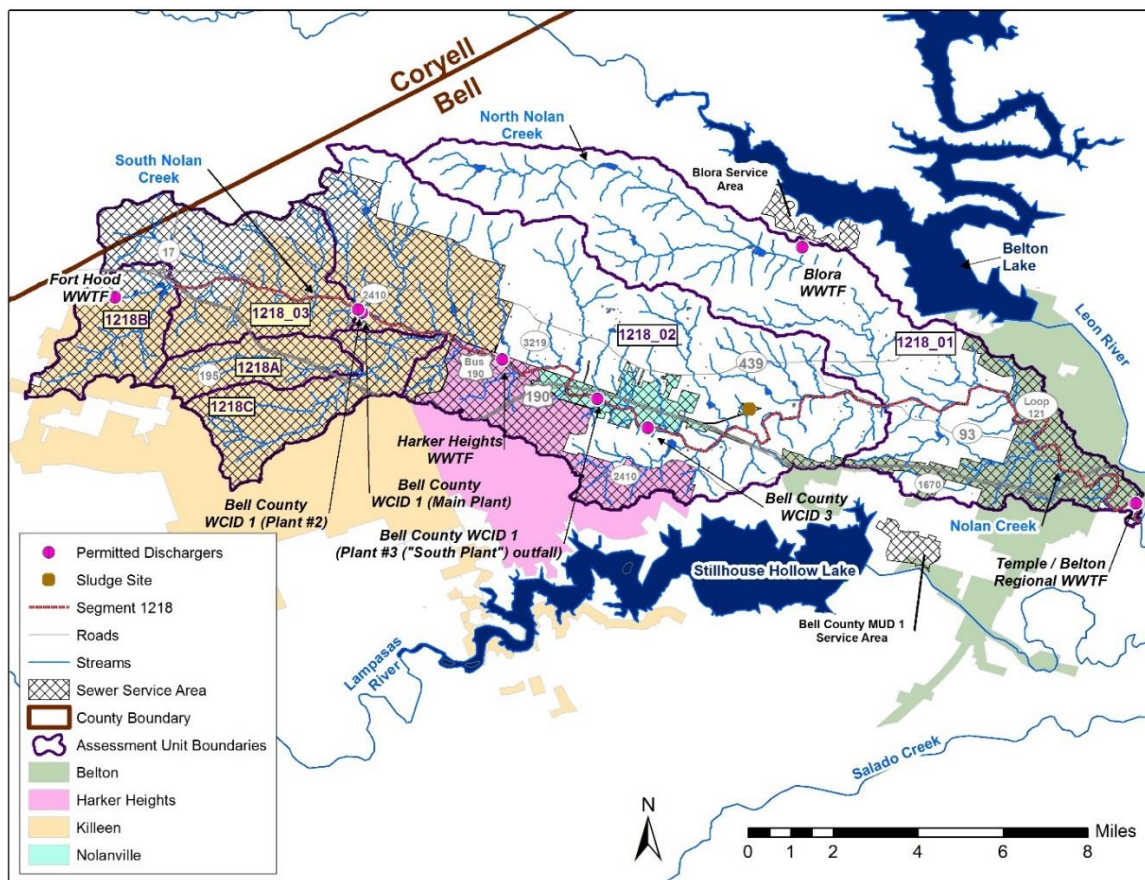 Coryell
Bell
North Nolan
Creek
South Nolan
Creek
Blora Service
Area
Belton
Lake
Fort Hood
WWTF
17
2410
Blora
WWTF
Leon River
1218B
1218_03
1218_02
1218_01
3219
439
195
1218A
Bus
190
190
Loop
121
1218C
93
Harker Heights
WWTF
2410
1670
Bell County
WCID 1 (Plant #2)
Bell County
WCID 1 (Main Plant)
Bell County WCID 1
(Plant #3 ("South Plant") outfall)
Bell County
WCID 3
Nolan Creek
Temple / Belton
Regional WWTF
Stillhouse Hollow Lake
Bell County MUD 1
Service Area
Lampasas
River
Salado Creek
Permitted Dischargers
Sludge Site
Segment 1218
Roads
Streams
Sewer Service Area
County Boundary
Assessment Unit Boundaries
Belton
Harker Heights
Killeen
Nolanville
N
Miles
0 1 2 4 6 8